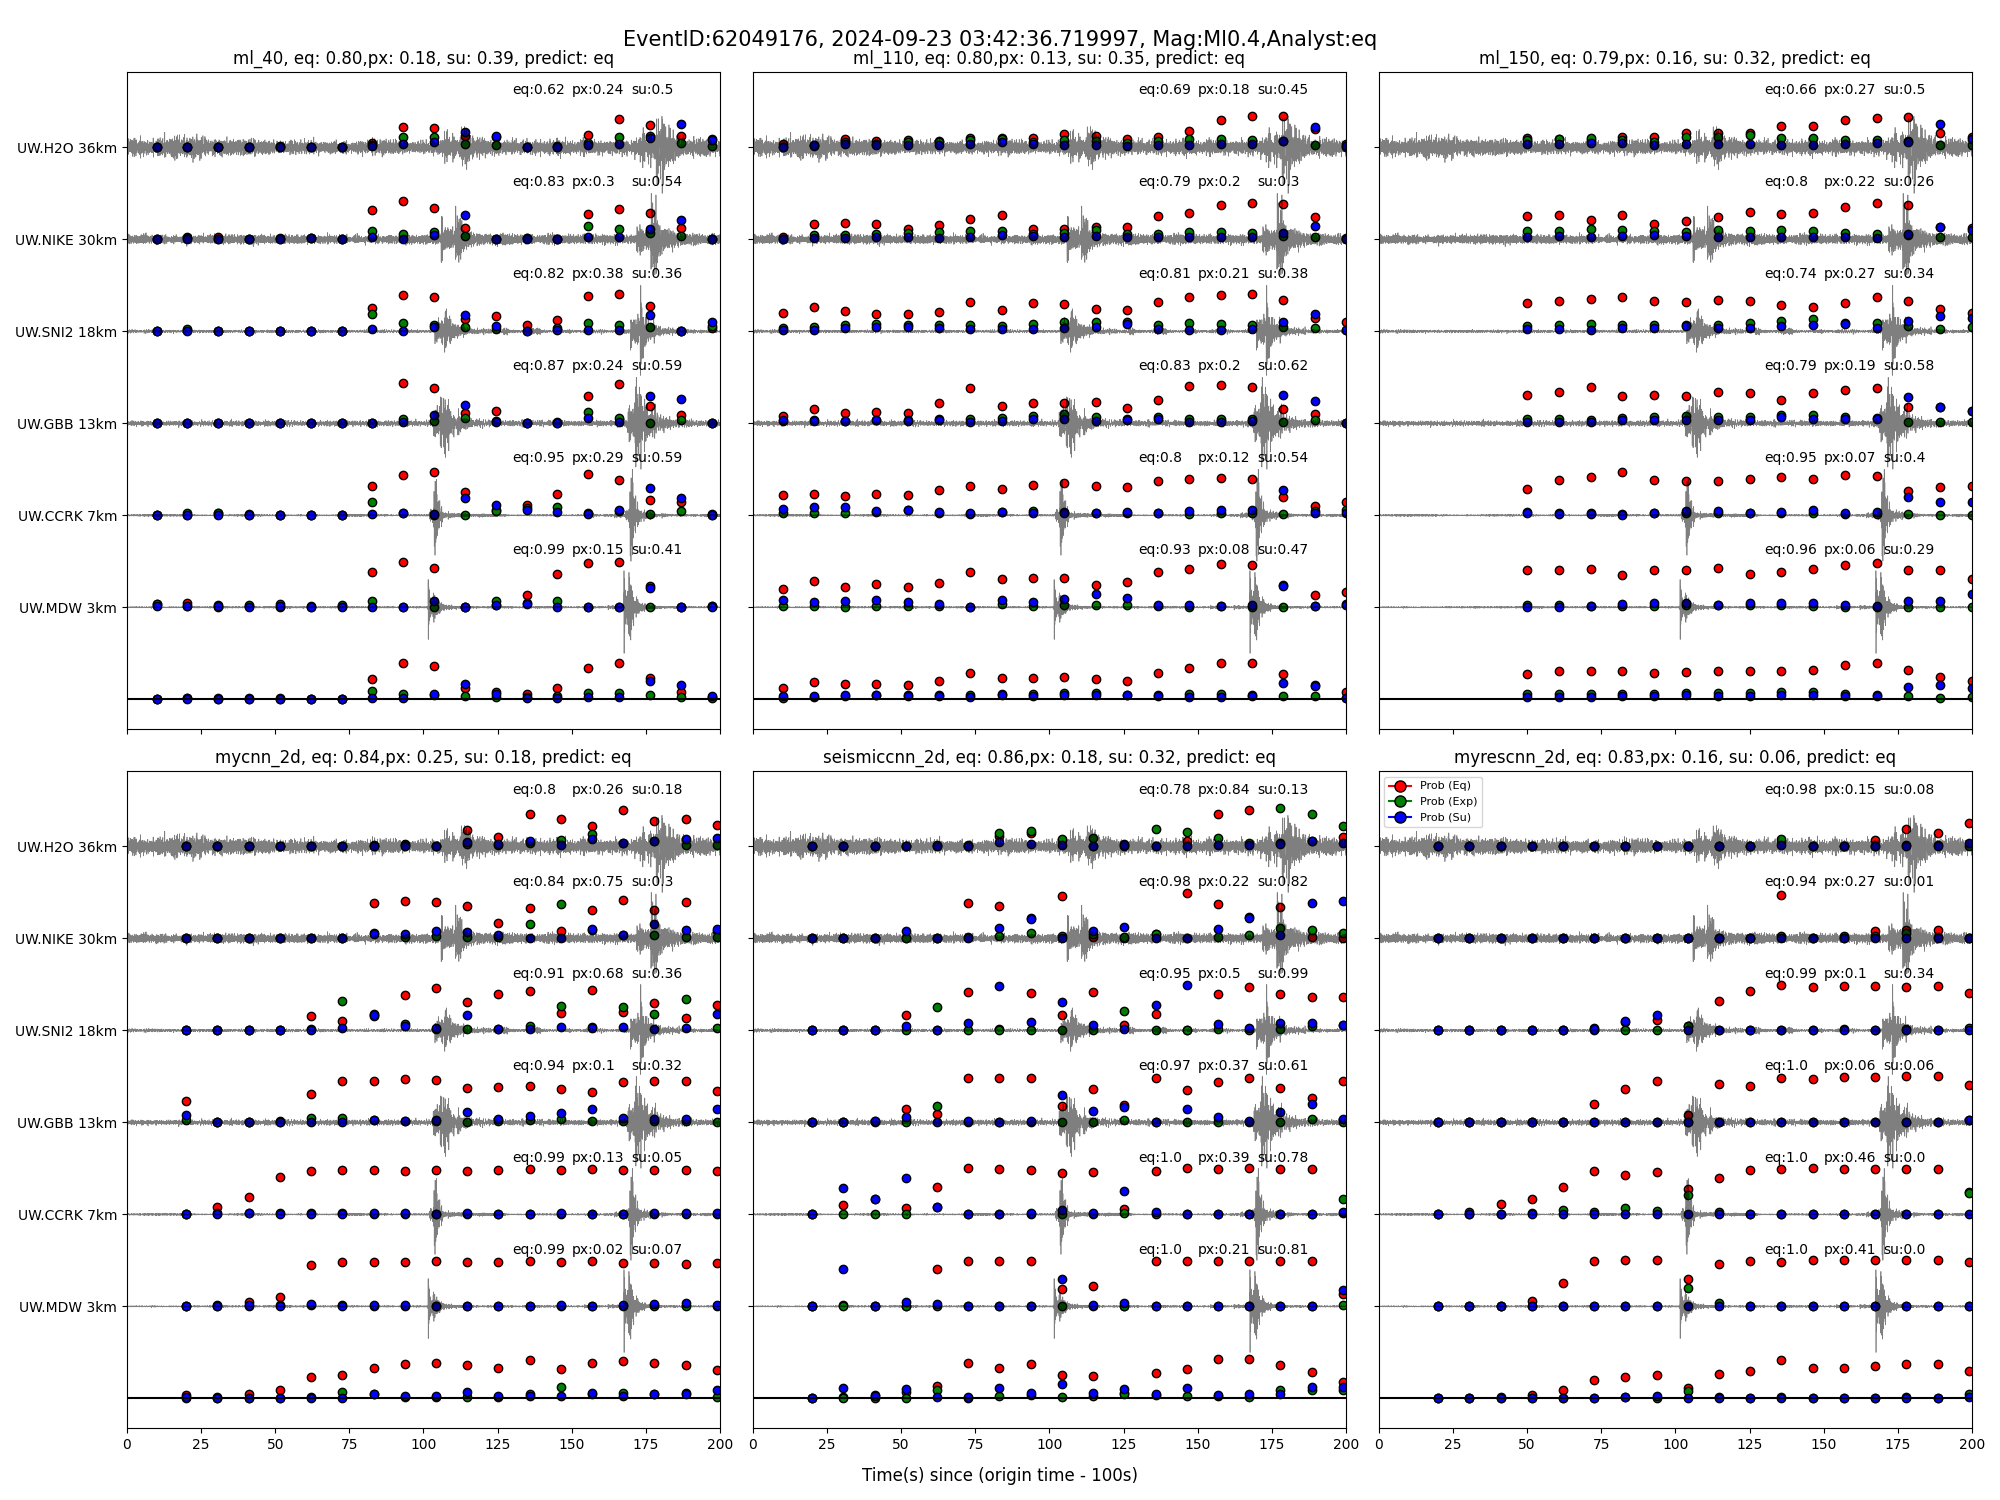 EventID:62049176, 2024-09-23 03:42:36.719997, Mag:Ml0.4,Analyst:eq
ml_40, eq: 0.80,px: 0.18, su: 0.39, predict: eq
UW.H2O 36km
eq:0.62 px:0.24 su:0.5
UW.NIKE 30km
eq:0.83 px:0.3 su:0.54
UW.SNI2 18km
eq:0.82 px:0.38 su:0.36
UW.GBB 13km
eq:0.87 px:0.24 su:0.59
UW.CCRK 7km
eq:0.95 px:0.29 su:0.59
UW.MDW 3km
eq:0.99 px:0.15 su:0.41
ml_110, eq: 0.80,px: 0.13, su: 0.35, predict: eq
eq:0.69 px:0.18 su:0.45
eq:0.79 px:0.2 su:0.3
eq:0.81 px:0.21 su:0.38
eq:0.83 px:0.2 su:0.62
eq:0.8 px:0.12 su:0.54
eq:0.93 px:0.08 su:0.47
ml_150, eq: 0.79,px: 0.16, su: 0.32, predict: eq
eq:0.66 px:0.27 su:0.5
eq:0.8 px:0.22 su:0.26
eq:0.74 px:0.27 su:0.34
eq:0.79 px:0.19 su:0.58
eq:0.95 px:0.07 su:0.4
eq:0.96 px:0.06 su:0.29
mycnn_2d, eq: 0.84,px: 0.25, su: 0.18, predict: eq
UW.H2O 36km
eq:0.8 px:0.26 su:0.18
UW.NIKE 30km
eq:0.84 px:0.75 su:0.3
UW.SNI2 18km
eq:0.91 px:0.68 su:0.36
UW.GBB 13km
eq:0.94 px:0.1 su:0.32
UW.CCRK 7km
eq:0.99 px:0.13 su:0.05
UW.MDW 3km
eq:0.99 px:0.02 su:0.07
0 25 50 75 100 125 150 175 200
seismiccnn_2d, eq: 0.86,px: 0.18, su: 0.32, predict: eq
eq:0.78 px:0.84 su:0.13
eq:0.98 px:0.22 su:0.82
eq:0.95 px:0.5 su:0.99
eq:0.97 px:0.37 su:0.61
eq:1.0 px:0.39 su:0.78
eq:1.0 px:0.21 su:0.81
0 25 50 75 100 125 150 175 200
myrescnn_2d, eq: 0.83,px: 0.16, su: 0.06, predict: eq
Prob (Eq)
Prob (Exp)
Prob (Su)
eq:0.98 px:0.15 su:0.08
eq:0.94 px:0.27 su:0.01
eq:0.99 px:0.1 su:0.34
eq:1.0 px:0.06 su:0.06
eq:1.0 px:0.46 su:0.0
eq:1.0 px:0.41 su:0.0
0 25 50 75 100 125 150 175 200
Time(s) since (origin time - 100s)